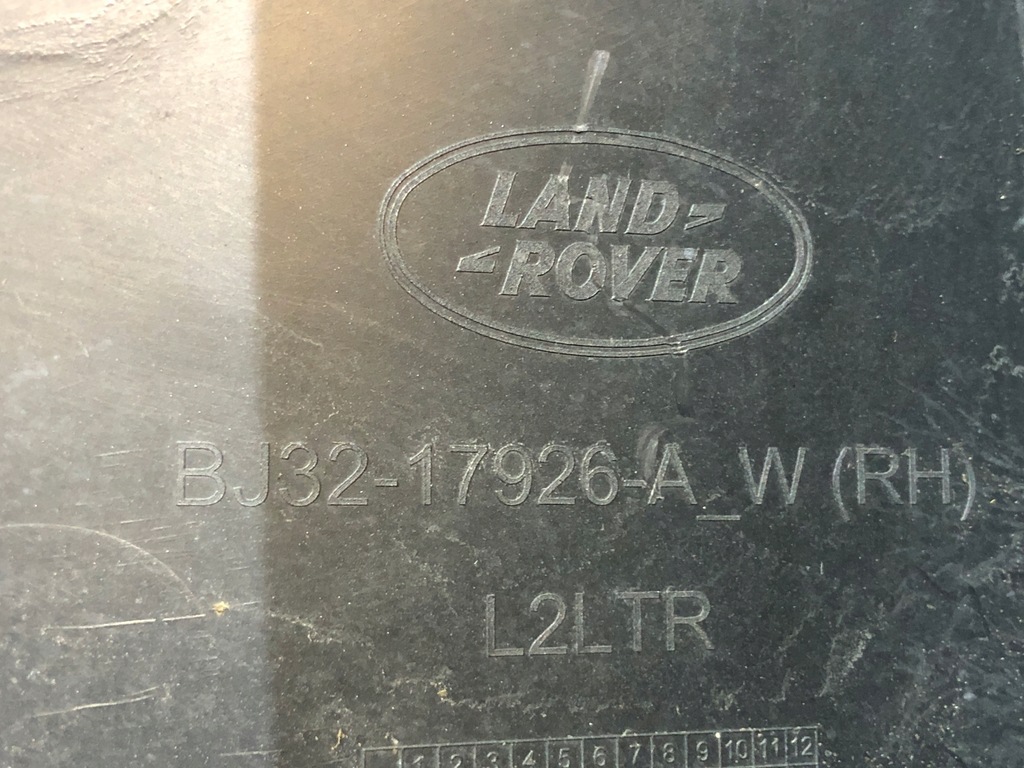 LAND
ROVER
BJ32-17926-A_W (RH)
L2LTR
1 2 3 4 5 6 7 8 9 10 11 12